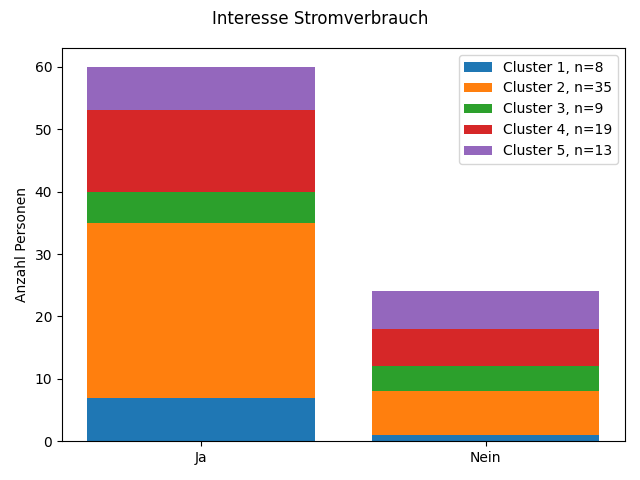 Interesse Stromverbrauch
Anzahl Personen
60
50
40
30
20
10
0
Ja
Nein
Cluster 1, n=8
Cluster 2, n=35
Cluster 3, n=9
Cluster 4, n=19
Cluster 5, n=13